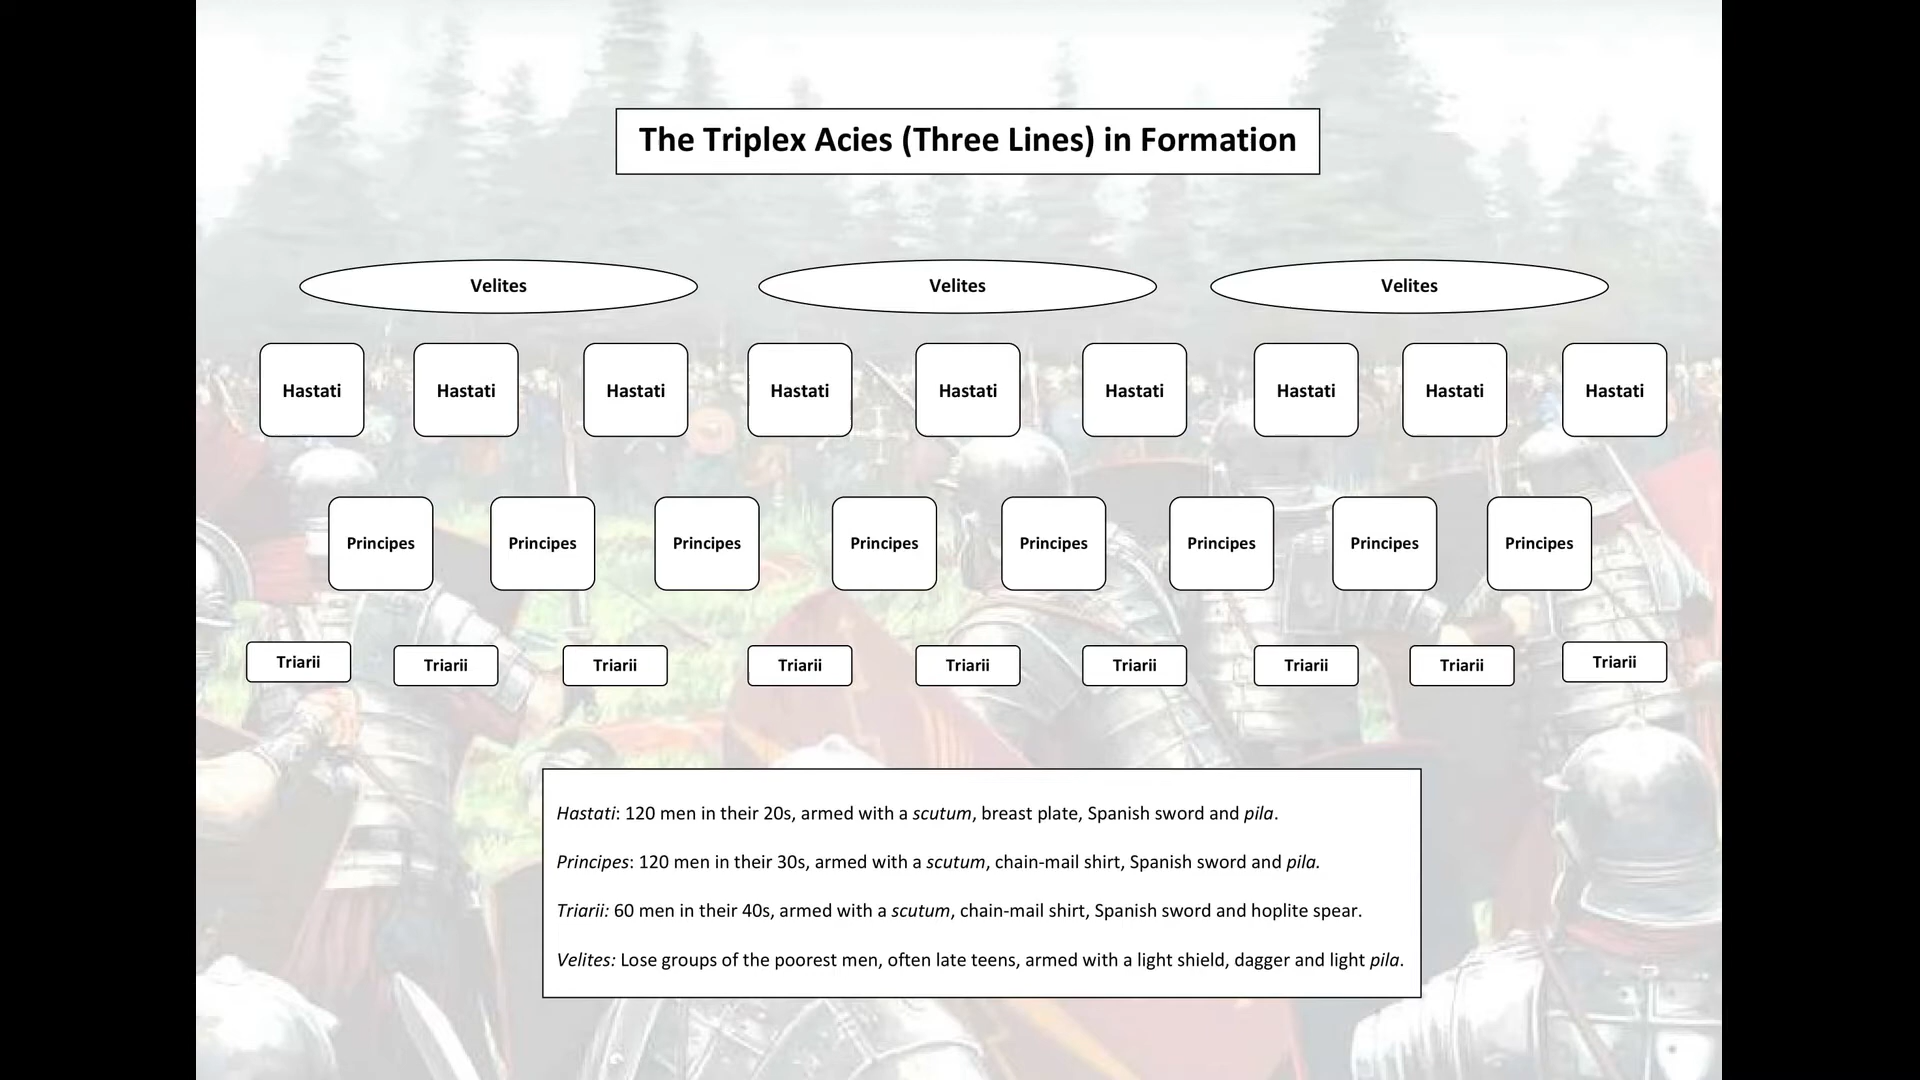 The Triplex Acies (Three Lines) in Formation
Velites Velites Velites
Hastati Hastati Hastati Hastati Hastati Hastati Hastati Hastati Hastati
Principes Principes Principes Principes Principes Principes Principes Principes
Triarii Triarii Triarii Triarii Triarii Triarii Triarii Triarii Triarii
Hastati: 120 men in their 20s, armed with a scutum, breast plate, Spanish sword and pila.
Principes: 120 men in their 30s, armed with a scutum, chain-mail shirt, Spanish sword and pila.
Triarii: 60 men in their 40s, armed with a scutum, chain-mail shirt, Spanish sword and hoplite spear.
Velites: Lose groups of the poorest men, often late teens, armed with a light shield, dagger and light pila.